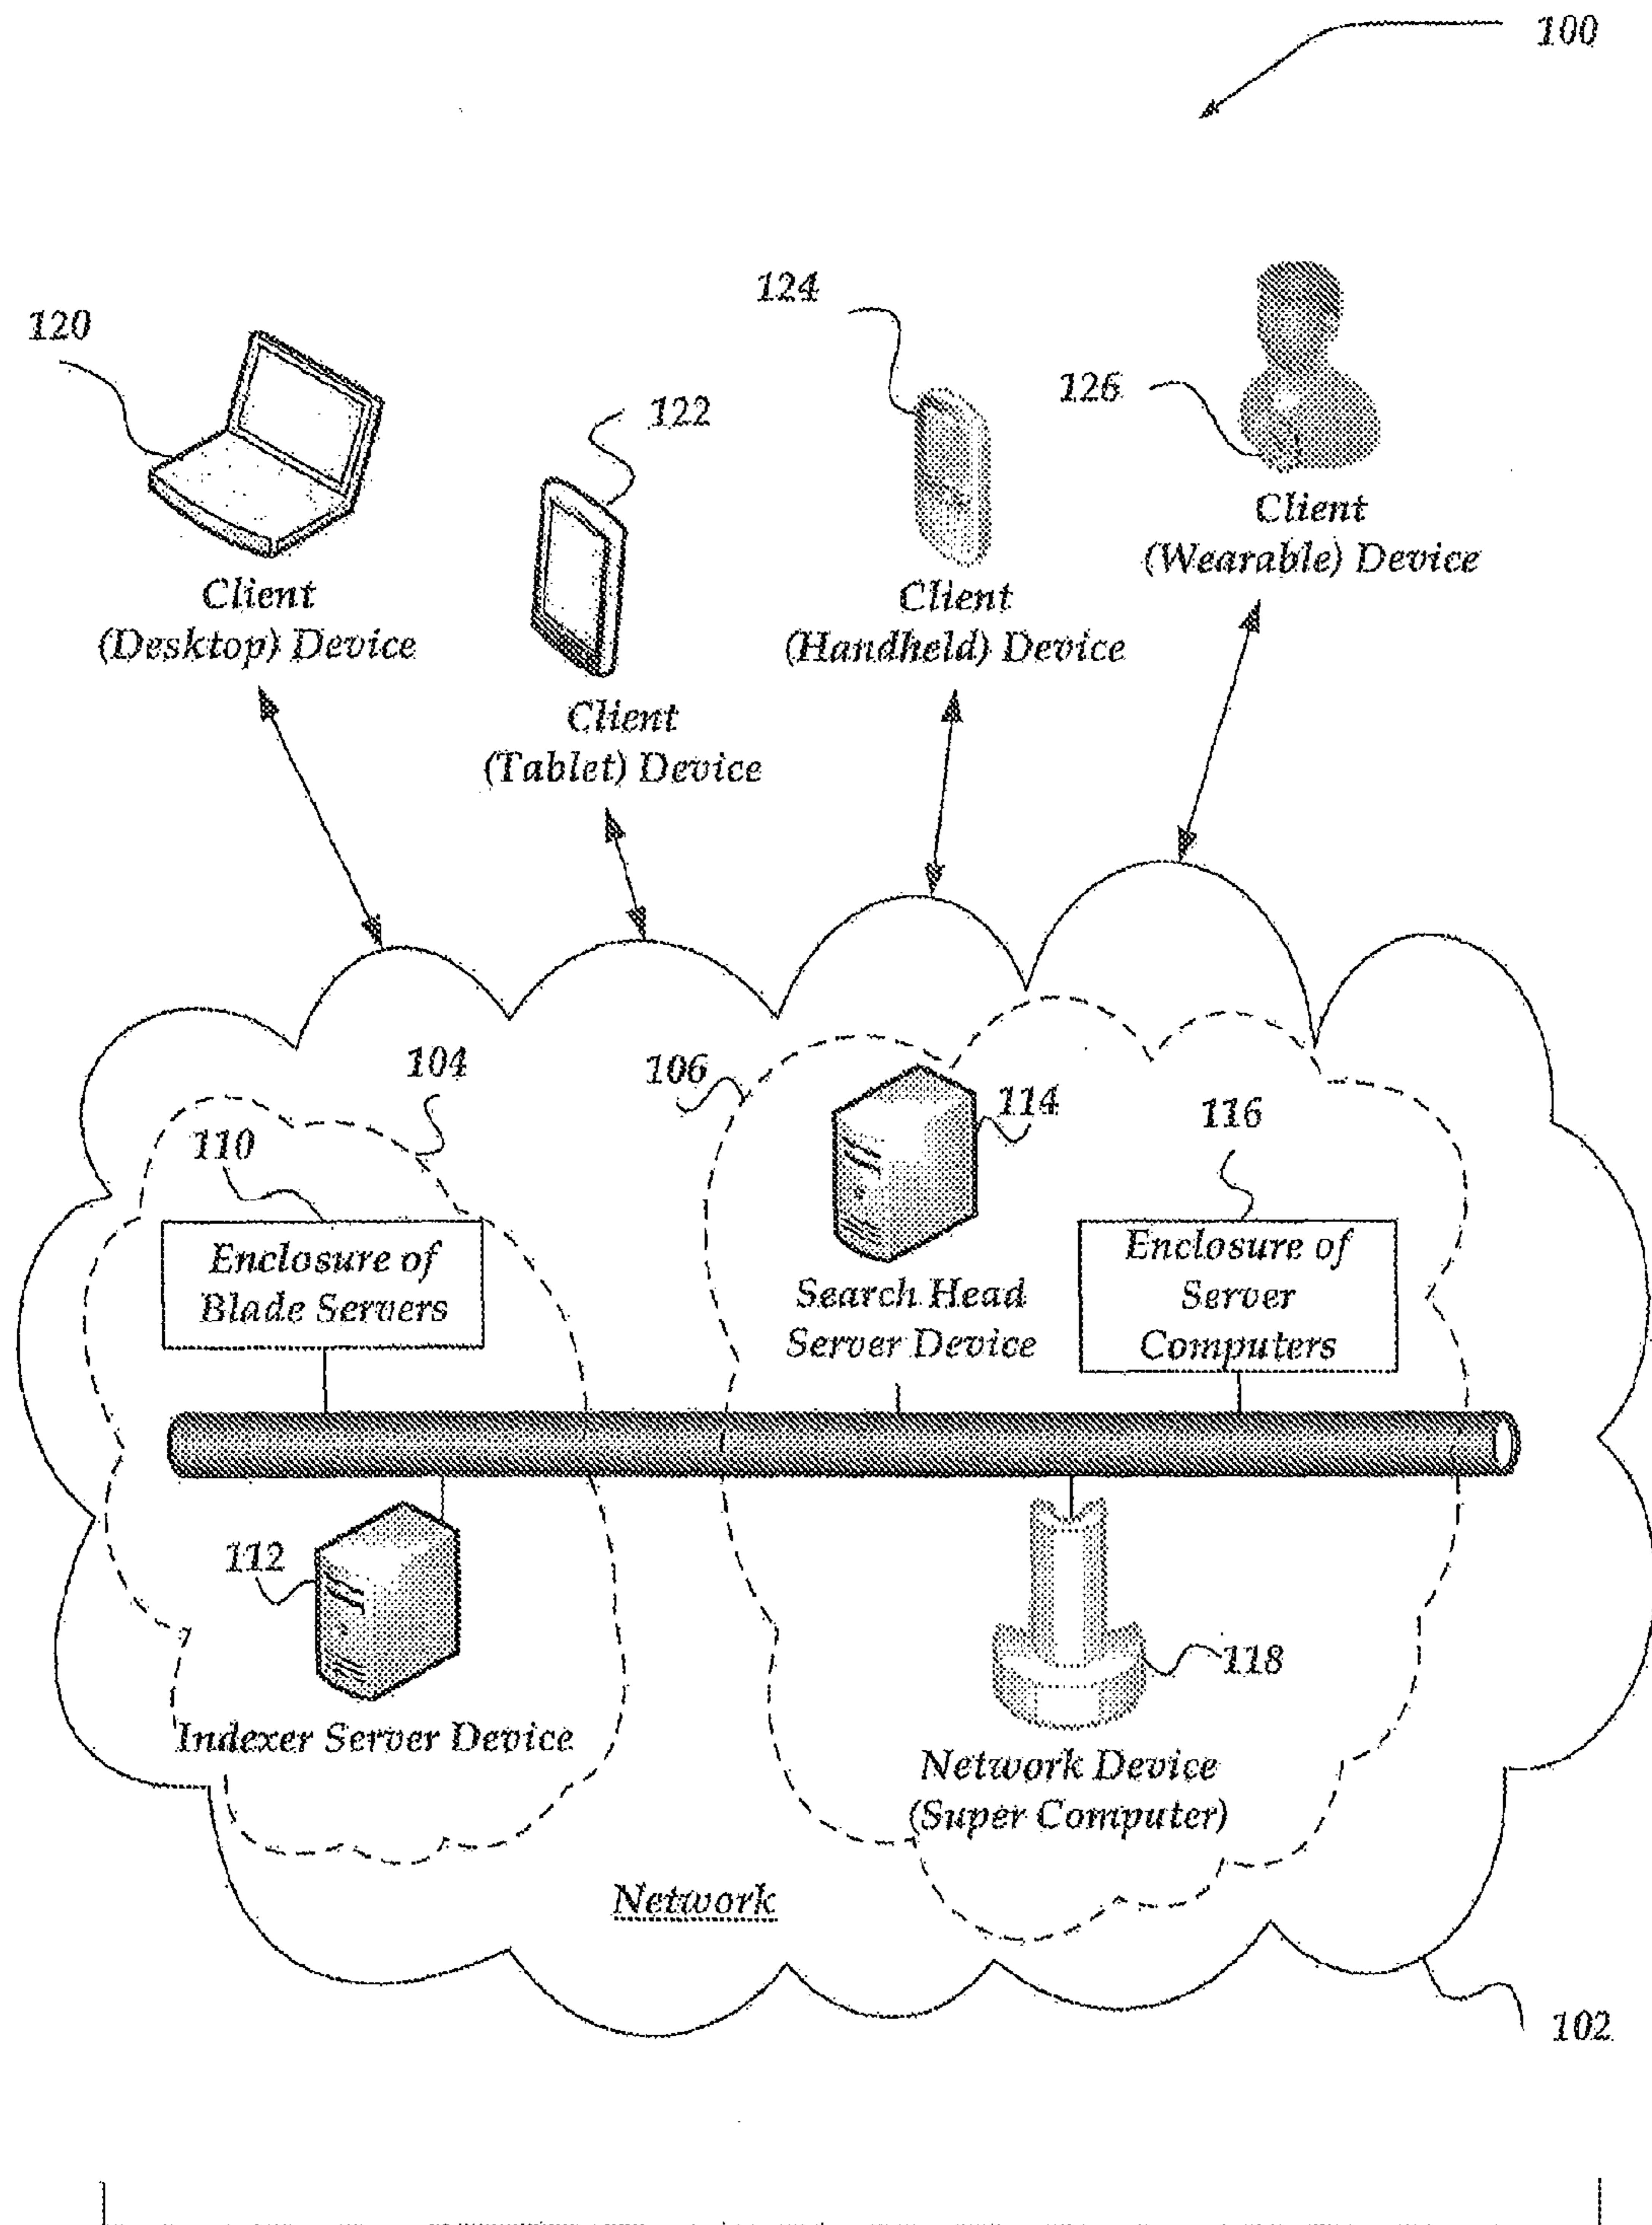 100
124
126
120
122
Client
(Wearable) Device
Client
(Desktop) Device
Client
(Handheld) Device
Client
(Tablet) Device
104
106
114
116
110
Enclosure of
Blade Servers
Enclosure of
Server
Computers
Search Head
Server Device
112
118
Indexer Server Device
Network Device
(Super Computer)
Network
102